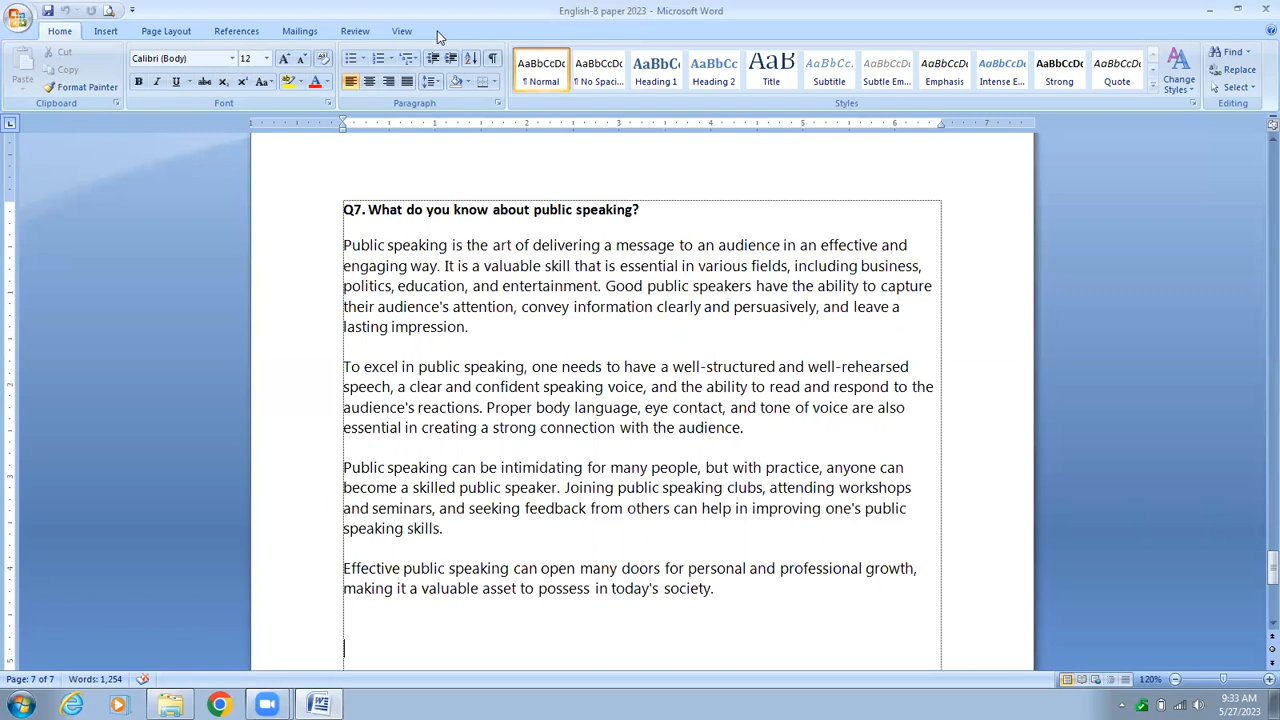 English-8 paper 2023 - Microsoft Word
Home Insert Page Layout References Mailings Review View
Paste
Cut
Copy
Format Painter
Clipboard
Calibri (Body) 12
Font
Paragraph
AaBbCcDc ¶ Normal
AaBbCcDc ¶ No Spaci...
AaBbC Heading 1
AaBbCc Heading 2
AaBb Title
AaBbCc. Subtitle
AaBbCcDc Subtle Em...
AaBbCcDc Emphasis
AaBbCcDc Intense E...
AaBbCcDc Strong
AaBbCcDc Quote
Change Styles
Styles
Find
Replace
Select
Editing
Q7. What do you know about public speaking?
Public speaking is the art of delivering a message to an audience in an effective and
engaging way. It is a valuable skill that is essential in various fields, including business,
politics, education, and entertainment. Good public speakers have the ability to capture
their audience's attention, convey information clearly and persuasively, and leave a
lasting impression.
To excel in public speaking, one needs to have a well-structured and well-rehearsed
speech, a clear and confident speaking voice, and the ability to read and respond to the
audience's reactions. Proper body language, eye contact, and tone of voice are also
essential in creating a strong connection with the audience.
Public speaking can be intimidating for many people, but with practice, anyone can
become a skilled public speaker. Joining public speaking clubs, attending workshops
and seminars, and seeking feedback from others can help in improving one's public
speaking skills.
Effective public speaking can open many doors for personal and professional growth,
making it a valuable asset to possess in today's society.
Page: 7 of 7 Words: 1,254 120%
9:33 AM
5/27/2023